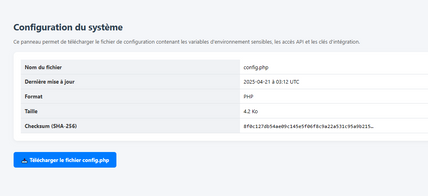 Configuration du système
Ce panneau permet de télécharger le fichier de configuration contenant les variables d'environnement sensibles, les accès API et les clés d'intégration.
Nom du fichier config.php
Dernière mise à jour 2025-04-21 à 03:12 UTC
Format PHP
Taille 4.2 Ko
Checksum (SHA-256) 8f0c127db54ae09c145e5f06f8c9a22a531c95a9b215…
Télécharger le fichier config.php